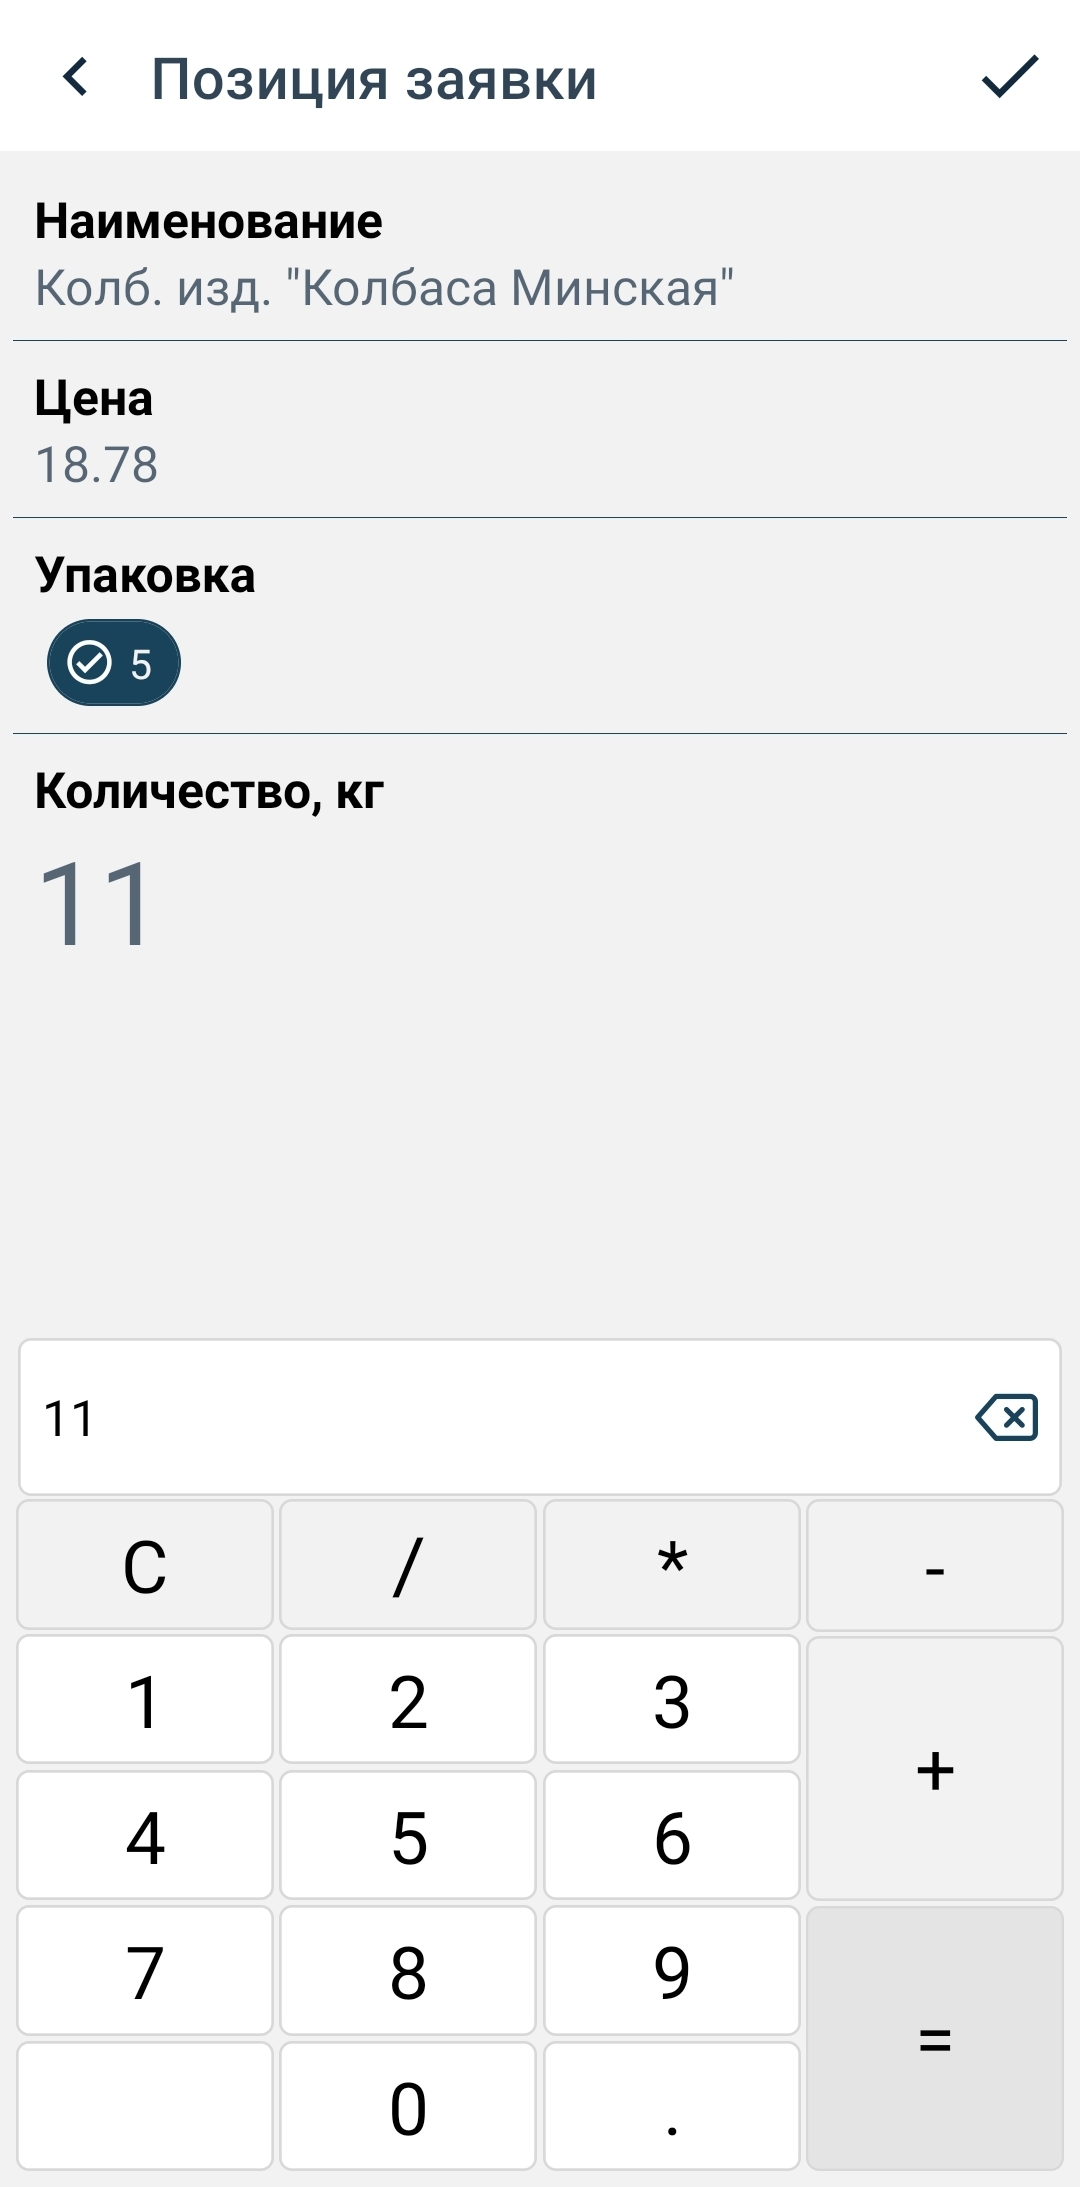 Позиция заявки
Наименование
Колб. изд. "Колбаса Минская"
Цена
18.78
Упаковка
5
Количество, кг
11
11
C / * -
1 2 3
+
4 5 6
7 8 9
=
0 .